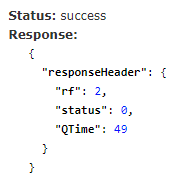 Status: success
Response:
{
"responseHeader": {
"rf": 2,
"status": 0,
"QTime": 49
}
}